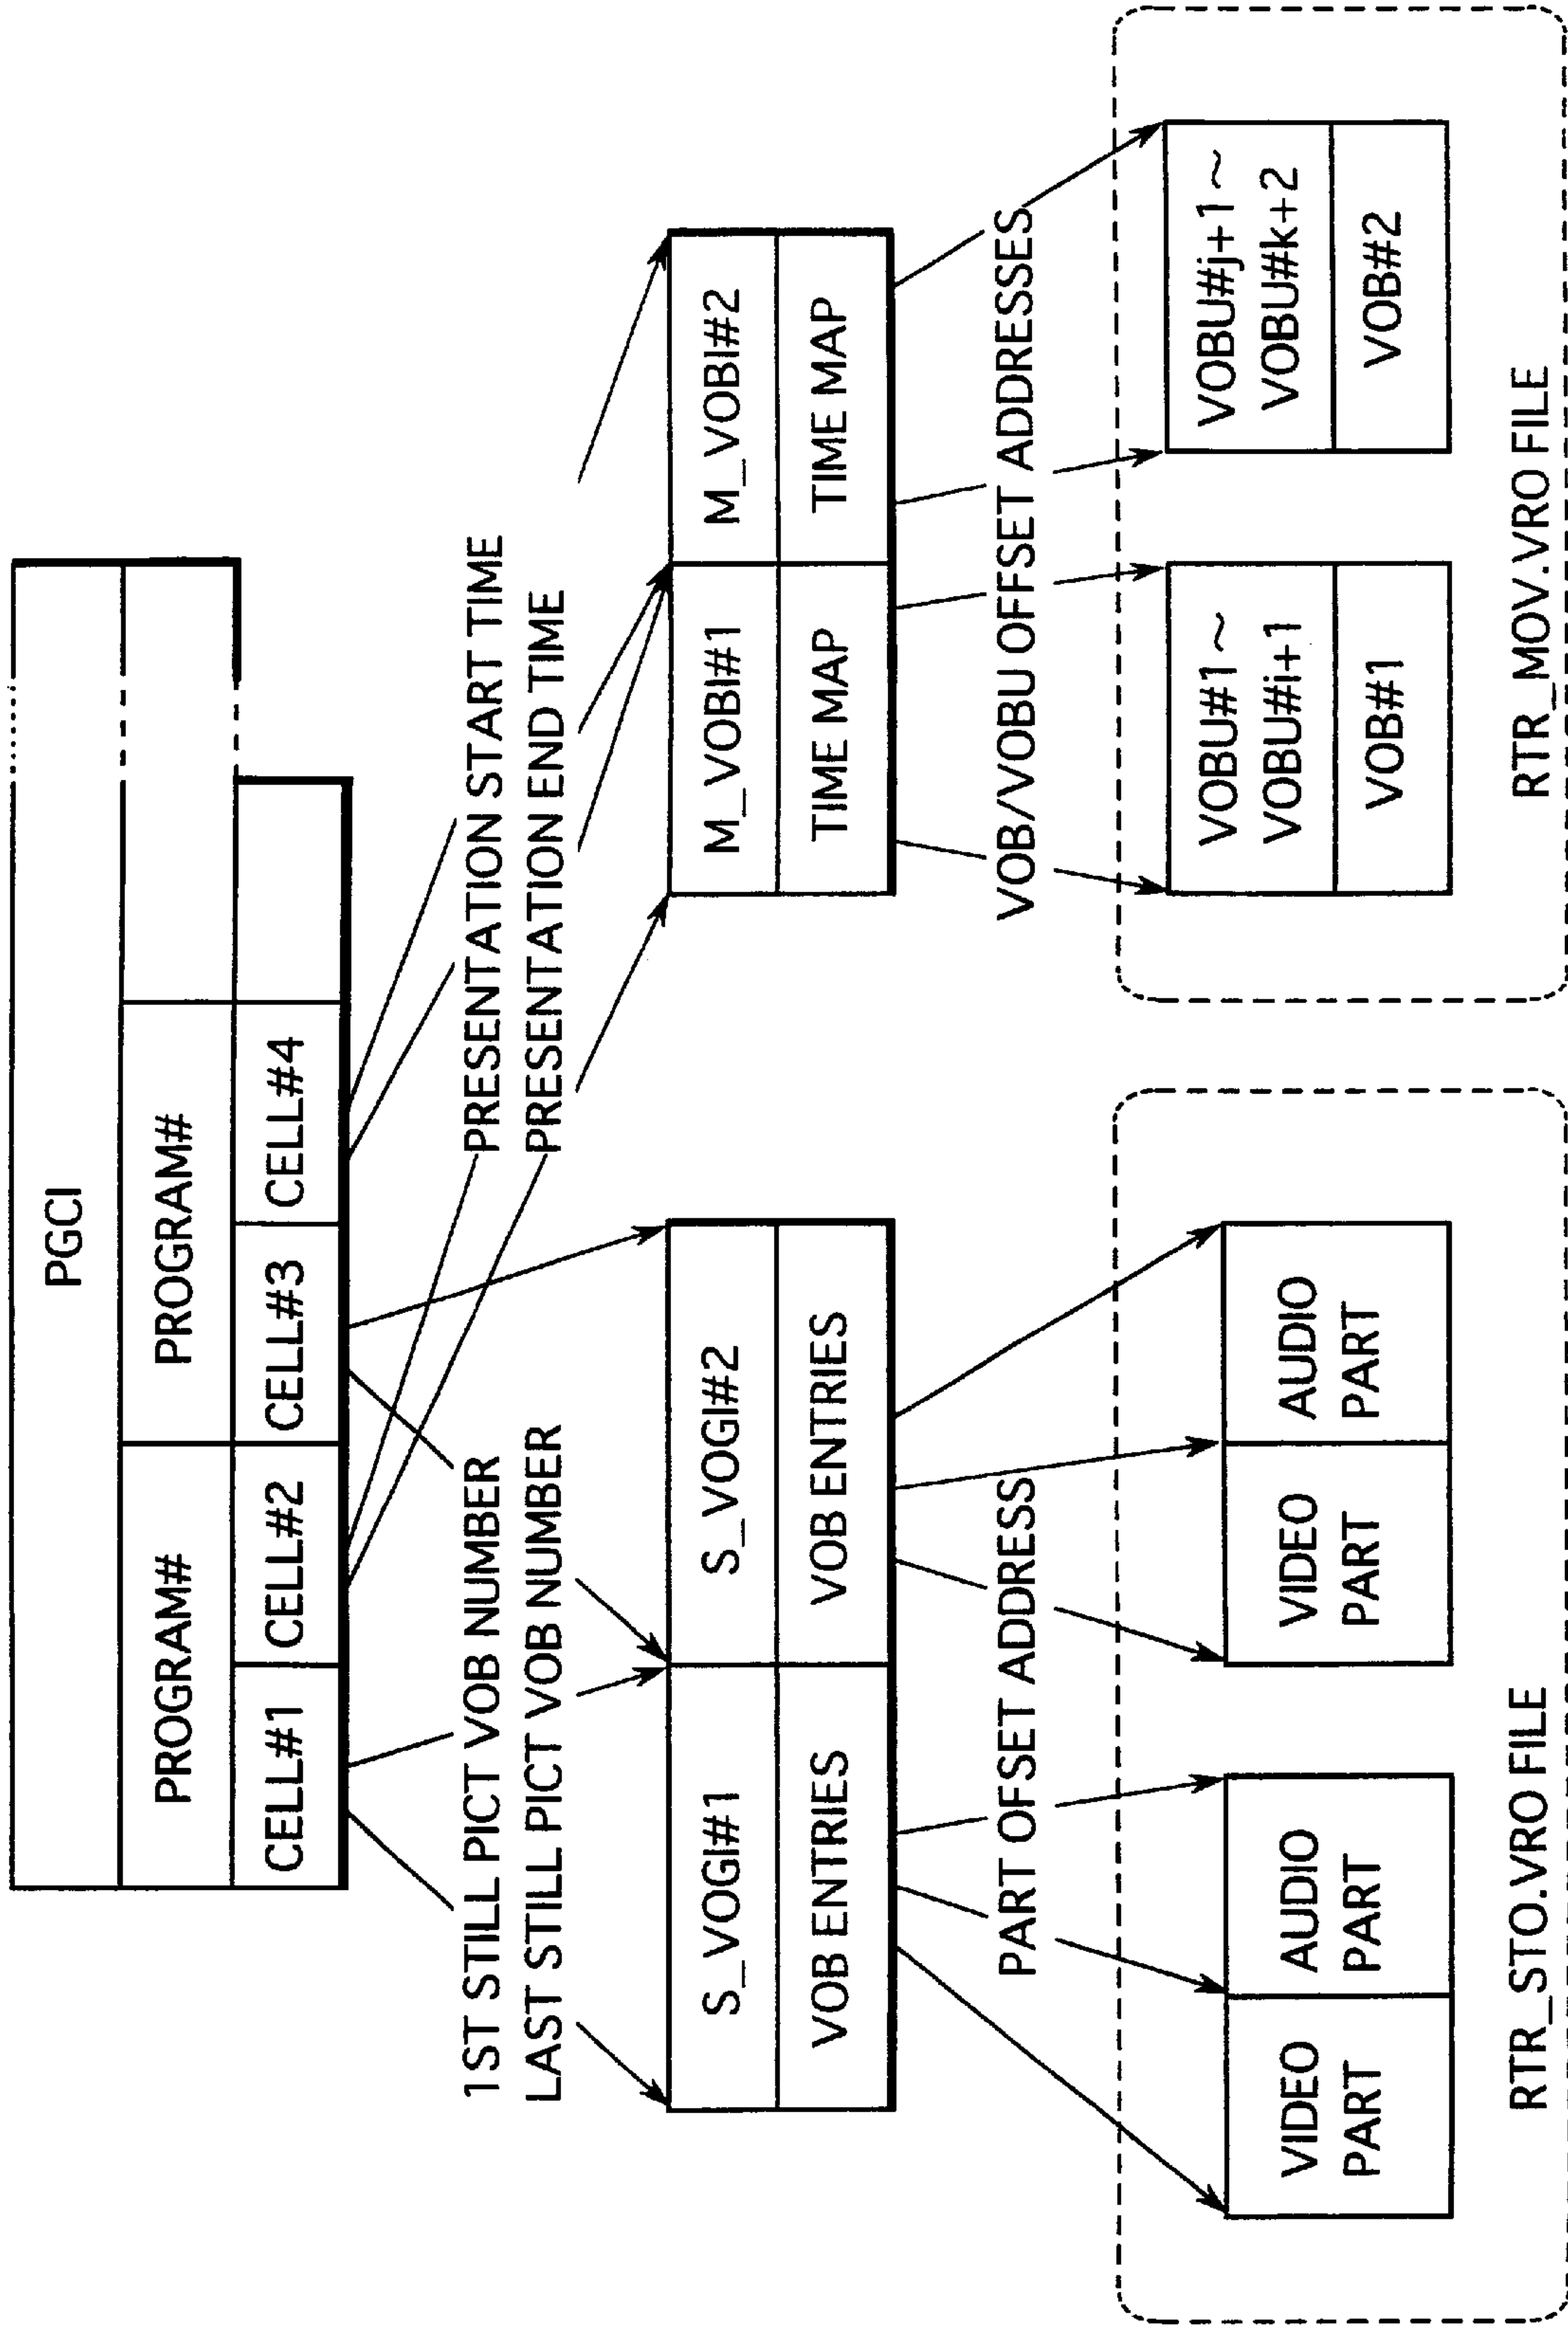 PGCI
PROGRAM#
PROGRAM#
CELL#1
CELL#2
CELL#3
CELL#4
1ST STILL PICT VOB NUMBER
LAST STILL PICT VOB NUMBER
PRESENTATION START TIME
PRESENTATION END TIME
S_VOGI#1
S_VOGI#2
M_VOBI#1
M_VOBI#2
VOB ENTRIES
VOB ENTRIES
TIME MAP
TIME MAP
PART OFFSET ADDRESS
VOB/VOBU OFFSET ADDRESSES
VIDEO
PART
AUDIO
PART
VIDEO
PART
AUDIO
PART
VOBU#1~
VOBU#i+1
VOB#1
VOBU#j+1~
VOBU#k+2
VOB#2
RTR_STO.VRO FILE
RTR_MOV.VRO FILE